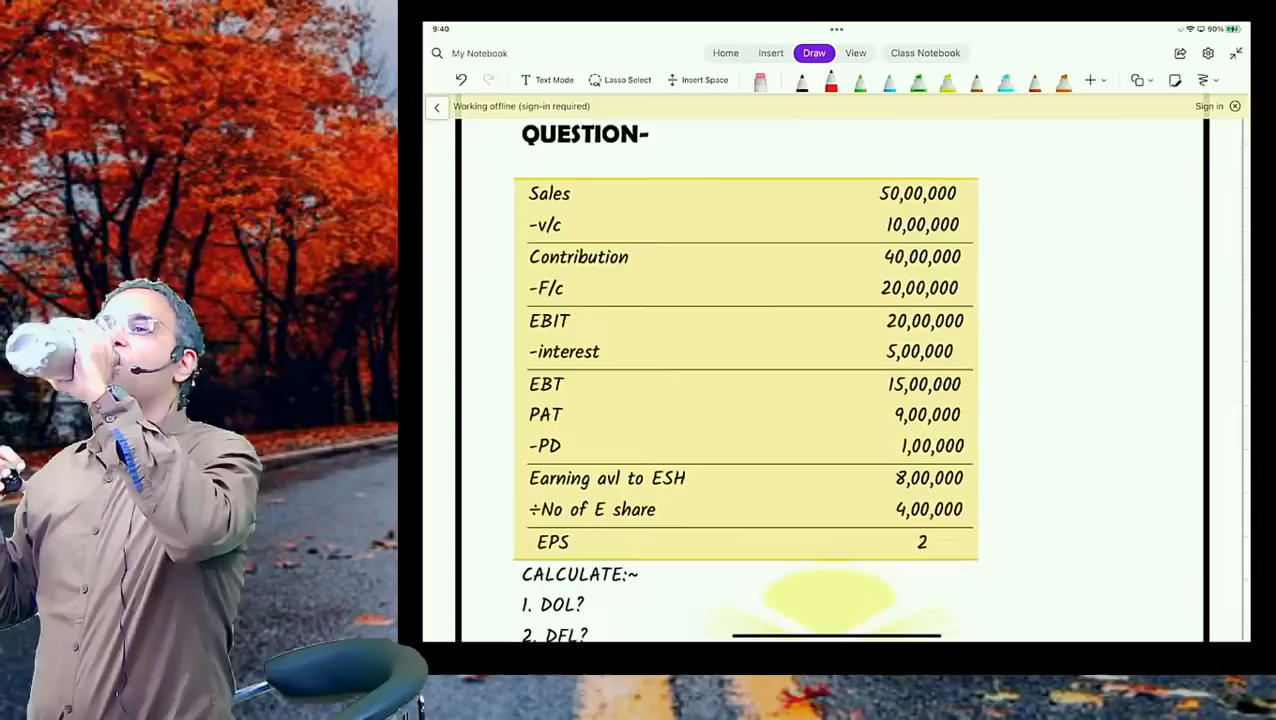 9:40
90%
My Notebook
Home Insert Draw View Class Notebook
Text Mode Lasso Select Insert Space
Working offline (sign-in required) Sign in
QUESTION-
Sales 50,00,000
-v/c 10,00,000
Contribution 40,00,000
-F/c 20,00,000
EBIT 20,00,000
-interest 5,00,000
EBT 15,00,000
PAT 9,00,000
-PD 1,00,000
Earning avl to ESH 8,00,000
÷No of E share 4,00,000
EPS 2
CALCULATE:~
1. DOL?
2. DFL?